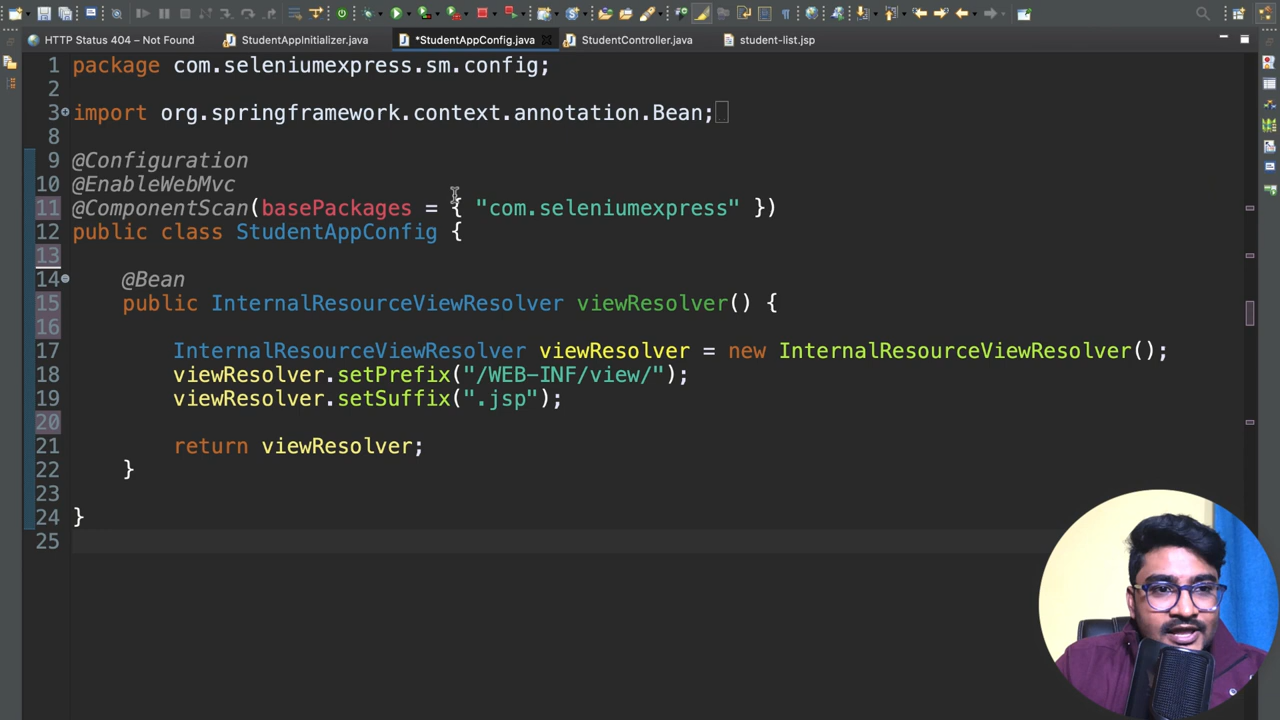 HTTP Status 404 – Not Found
StudentAppInitializer.java
*StudentAppConfig.java
StudentController.java
student-list.jsp
1 package com.seleniumexpress.sm.config;
2
3 import org.springframework.context.annotation.Bean;
8
9 @Configuration
10 @EnableWebMvc
11 @ComponentScan(basePackages = { "com.seleniumexpress" })
12 public class StudentAppConfig {
13
14 @Bean
15 public InternalResourceViewResolver viewResolver() {
16
17 InternalResourceViewResolver viewResolver = new InternalResourceViewResolver();
18 viewResolver.setPrefix("/WEB-INF/view/");
19 viewResolver.setSuffix(".jsp");
20
21 return viewResolver;
22 }
23
24 }
25